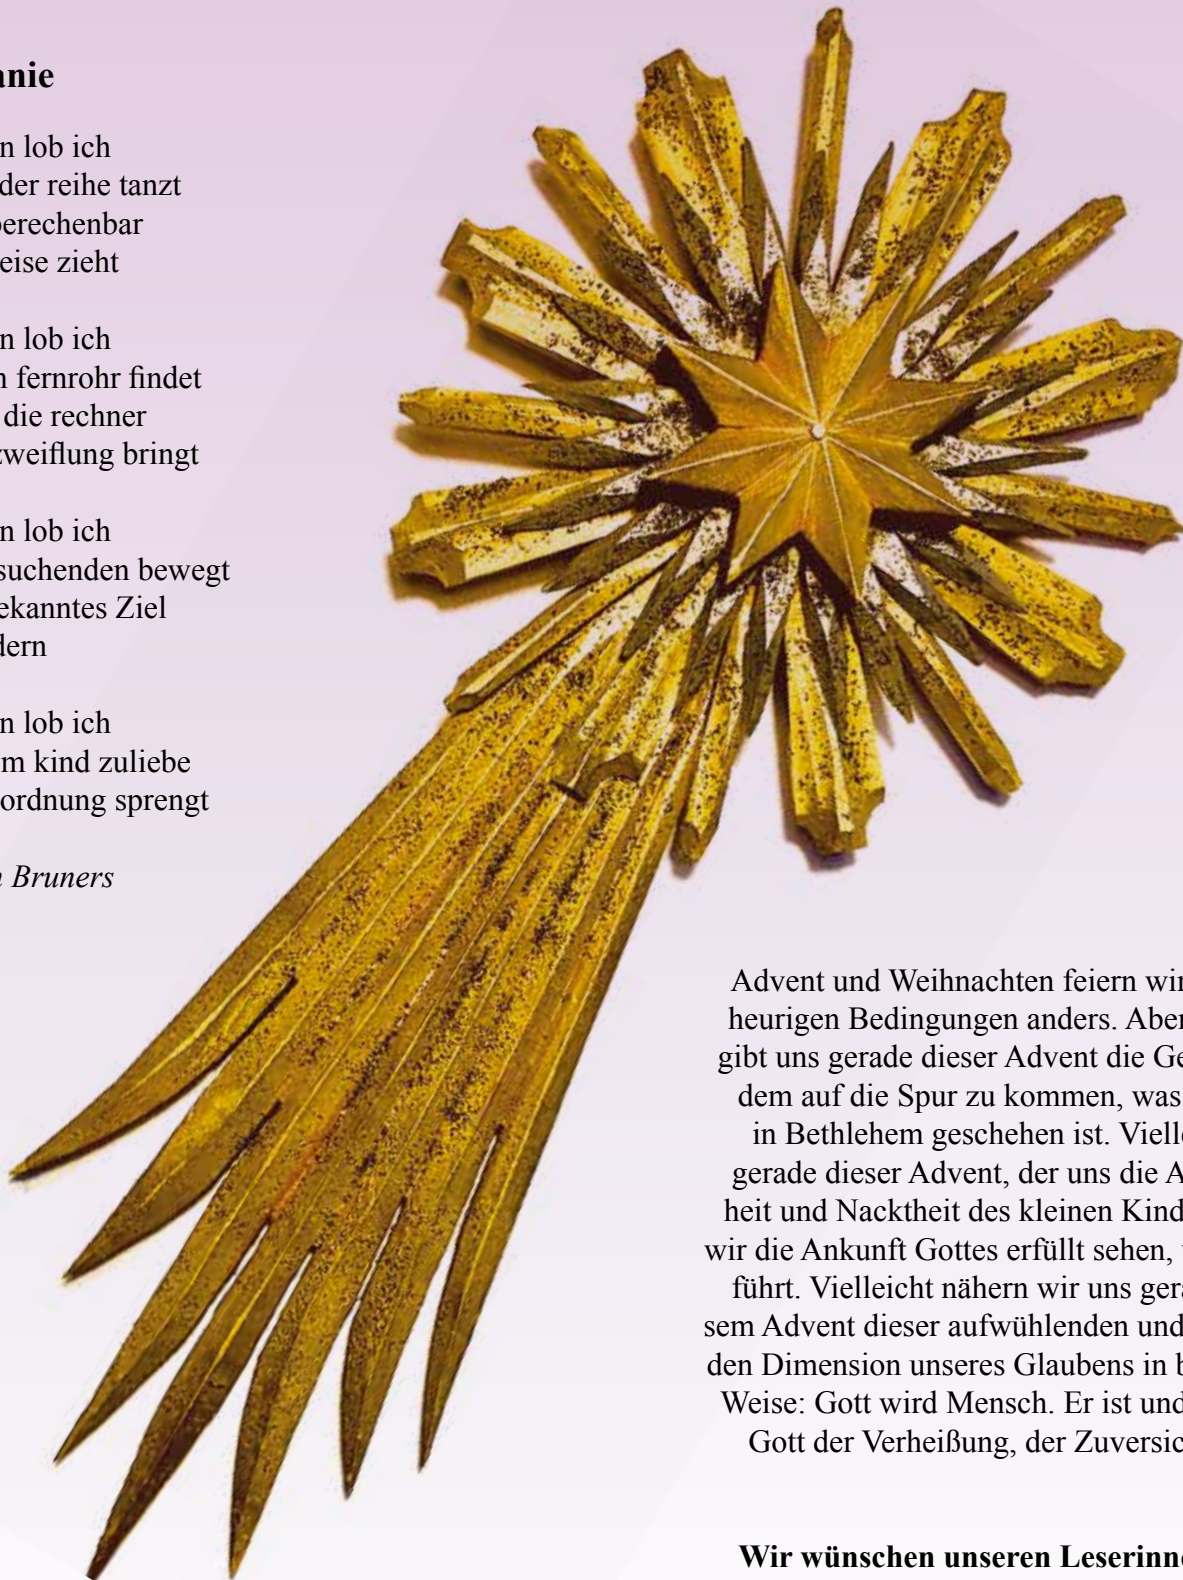 anie
n lob ich
der reihe tanzt
berechenbar
eise zieht
n lob ich
n fernrohr findet
die rechner
zweiflung bringt
n lob ich
suchenden bewegt
ekanntes Ziel
dern
n lob ich
m kind zuliebe
ordnung sprengt
n Bruners
Advent und Weihnachten feiern wir
heurigen Bedingungen anders. Aber
gibt uns gerade dieser Advent die Ge
dem auf die Spur zu kommen, was
in Bethlehem geschehen ist. Vielle
gerade dieser Advent, der uns die A
heit und Nacktheit des kleinen Kind
wir die Ankunft Gottes erfüllt sehen,
führt. Vielleicht nähern wir uns gera
sem Advent dieser aufwühlenden und
den Dimension unseres Glaubens in b
Weise: Gott wird Mensch. Er ist und
Gott der Verheißung, der Zuversic
Wir wünschen unseren Leserinne